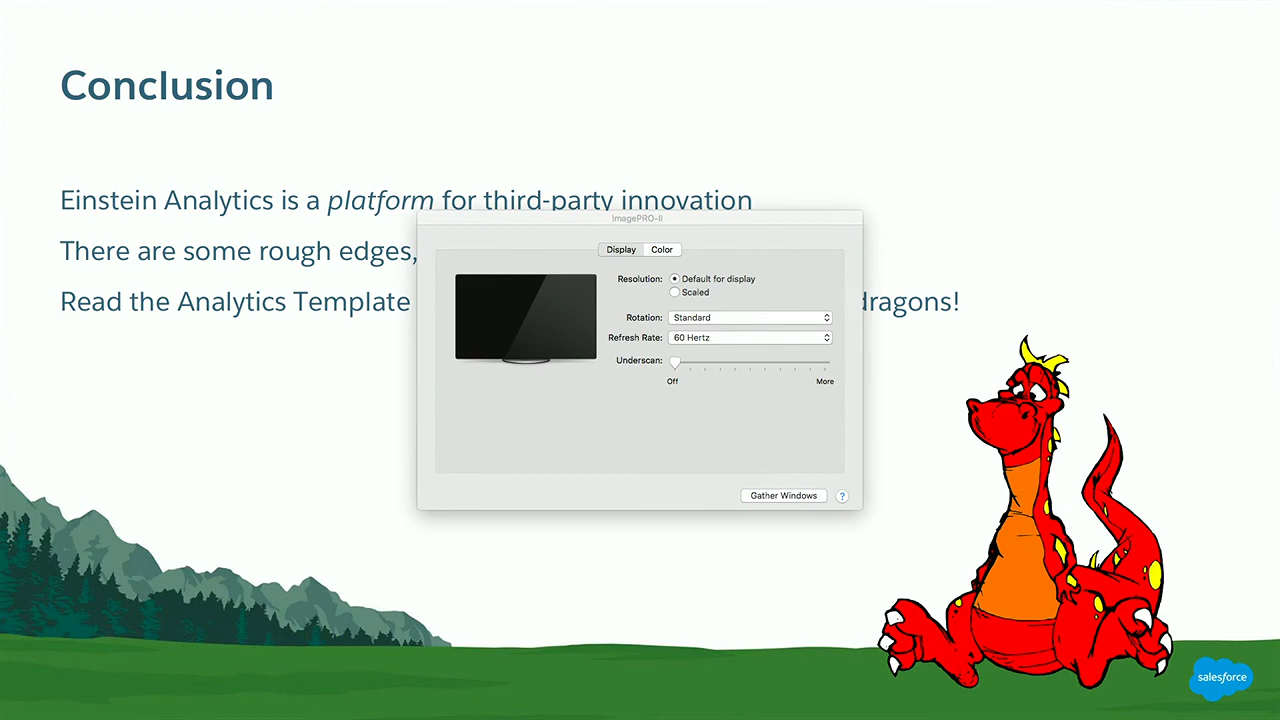 Conclusion
Einstein Analytics is a platform for third-party innovation
There are some rough edges,
Read the Analytics Template
dragons!
ImagePRO-II
Display Color
Resolution: Default for display
Scaled
Rotation: Standard
Refresh Rate: 60 Hertz
Underscan:
Off More
Gather Windows ?
salesforce